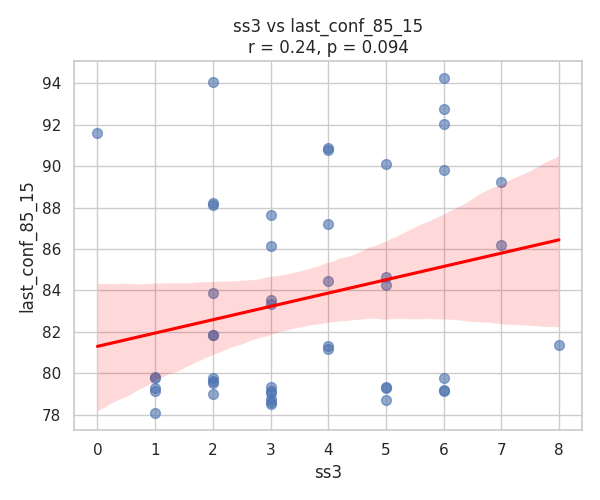 ss3 vs last_conf_85_15
r = 0.24, p = 0.094
94
92
90
88
86
84
82
80
78
last_conf_85_15
0 1 2 3 4 5 6 7 8
ss3